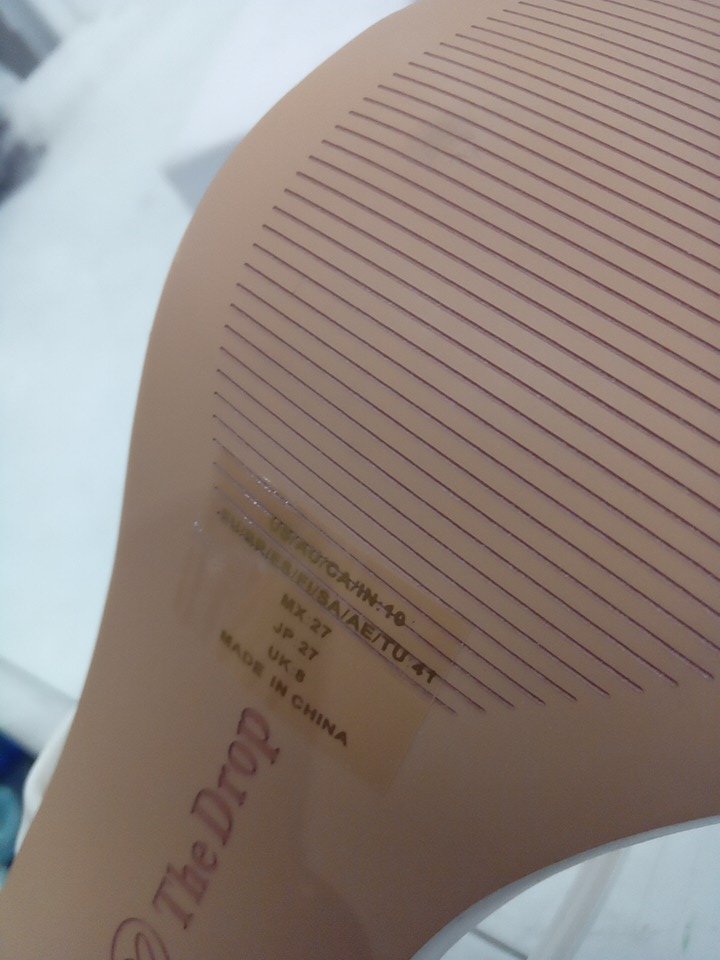 US/AU/CA/IN:10
EU/BR/ES/EI/SA/AE/TU:41
MX:27
JP:27
UK:8
MADE IN CHINA
The Drop